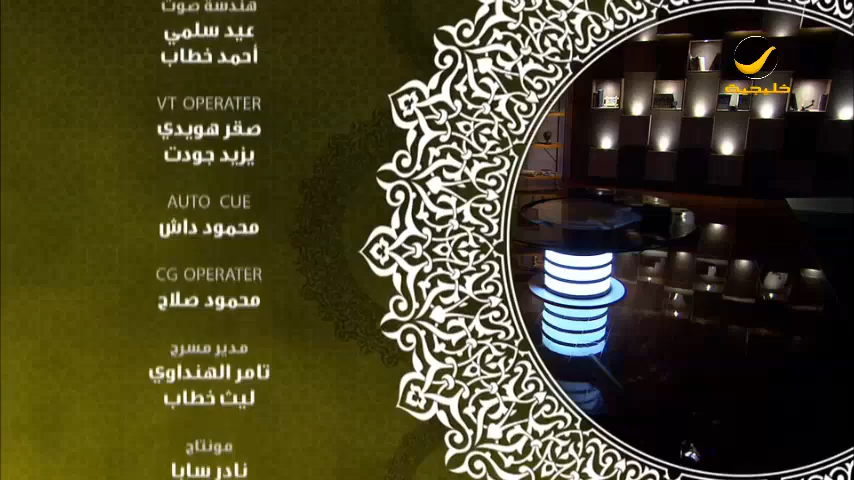 هندسة صوت
عيد سلمي
أحمد خطاب
VT OPERATER
صقر هويدي
يزيد جودت
AUTO CUE
محمود داش
CG OPERATER
محمود صلاح
مدير مسرح
تامر الهنداوي
ليث خطاب
مونتاج
نادر سابا
خليجية